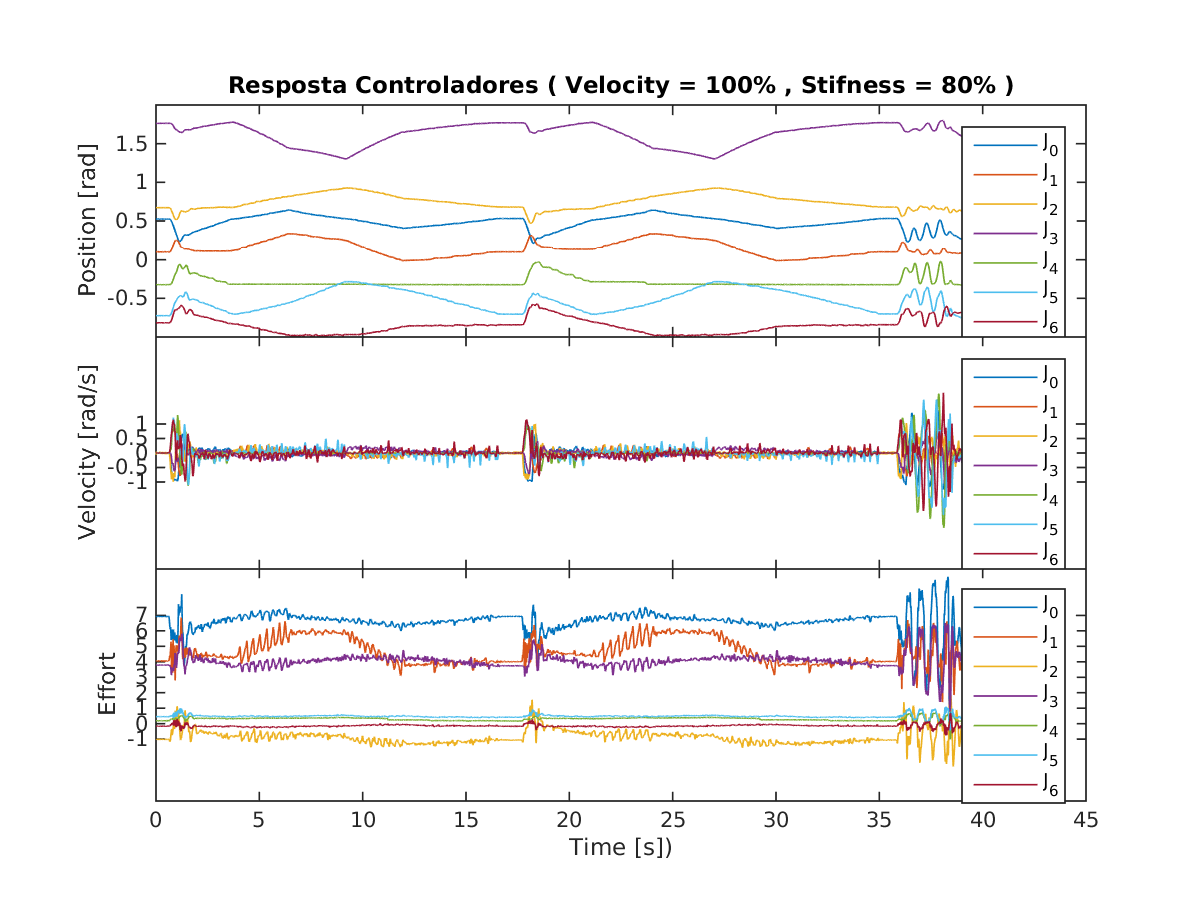 Resposta Controladores ( Velocity = 100% , Stifness = 80% )
Position [rad]
1.5
1
0.5
0
-0.5
J0
J1
J2
J3
J4
J5
J6
Velocity [rad/s]
1
0.5
0
-0.5
-1
J0
J1
J2
J3
J4
J5
J6
Effort
7
6
5
4
3
2
1
0
-1
J0
J1
J2
J3
J4
J5
J6
0 5 10 15 20 25 30 35 40 45
Time [s])